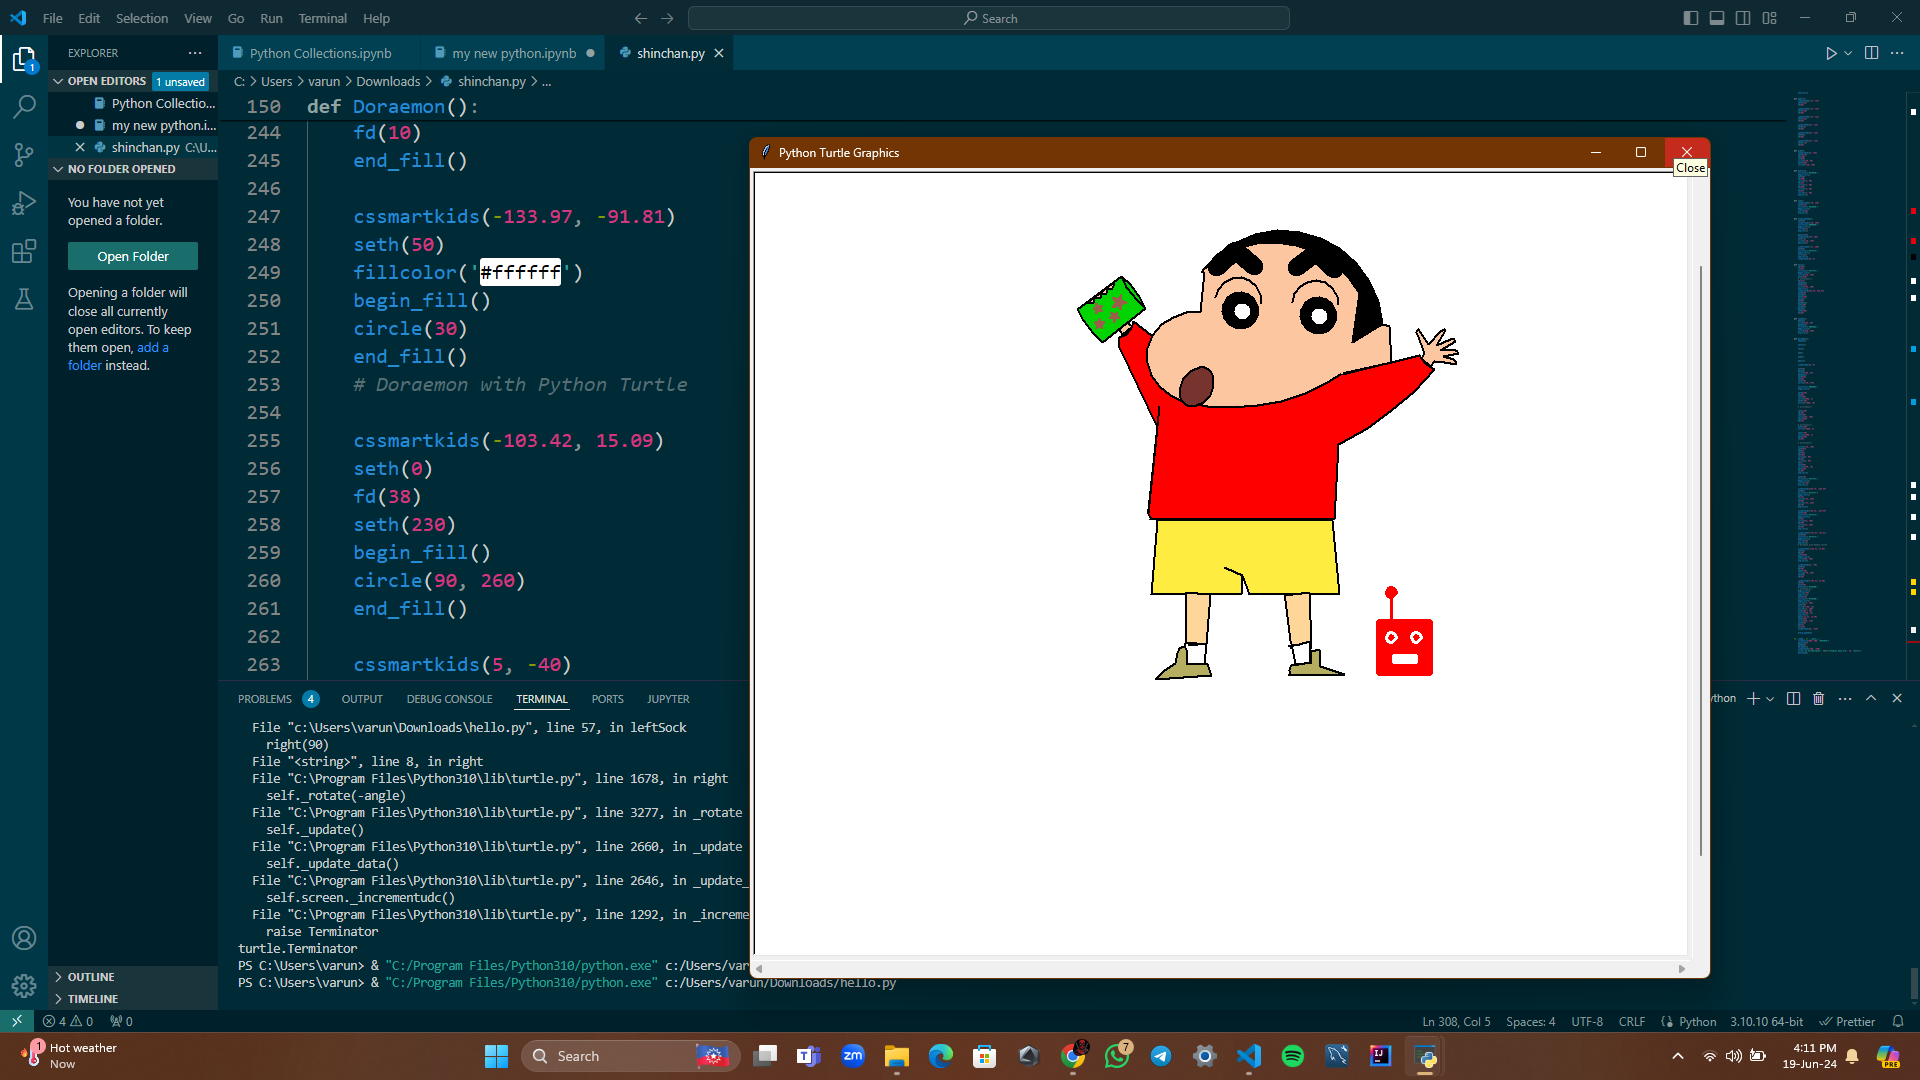 File Edit Selection View Go Run Terminal Help
Search
EXPLORER
Python Collections.ipynb
my new python.ipynb
shinchan.py
OPEN EDITORS 1 unsaved
Python Collectio...
my new python.i...
shinchan.py C:\U...
NO FOLDER OPENED
You have not yet
opened a folder.
Open Folder
Opening a folder will
close all currently
open editors. To keep
them open, add a
folder instead.
OUTLINE
TIMELINE
C: > Users > varun > Downloads > shinchan.py > ...
150 def Doraemon():
244 fd(10)
245 end_fill()
246
247 cssmartkids(-133.97, -91.81)
248 seth(50)
249 fillcolor('#ffffff')
250 begin_fill()
251 circle(30)
252 end_fill()
253 # Doraemon with Python Turtle
254
255 cssmartkids(-103.42, 15.09)
256 seth(0)
257 fd(38)
258 seth(230)
259 begin_fill()
260 circle(90, 260)
261 end_fill()
262
263 cssmartkids(5, -40)
Python Turtle Graphics
Close
PROBLEMS 4 OUTPUT DEBUG CONSOLE TERMINAL PORTS JUPYTER
ython
File "c:\Users\varun\Downloads\hello.py", line 57, in leftSock
right(90)
File "<string>", line 8, in right
File "C:\Program Files\Python310\lib\turtle.py", line 1678, in right
self._rotate(-angle)
File "C:\Program Files\Python310\lib\turtle.py", line 3277, in _rotate
self._update()
File "C:\Program Files\Python310\lib\turtle.py", line 2660, in _update
self._update_data()
File "C:\Program Files\Python310\lib\turtle.py", line 2646, in _update_
self.screen._incrementudc()
File "C:\Program Files\Python310\lib\turtle.py", line 1292, in _increme
raise Terminator
turtle.Terminator
PS C:\Users\varun> & "C:/Program Files/Python310/python.exe" c:/Users/var
PS C:\Users\varun> & "C:/Program Files/Python310/python.exe" c:/Users/varun/Downloads/hello.py
4 0 0
Ln 308, Col 5 Spaces: 4 UTF-8 CRLF Python 3.10.10 64-bit Prettier
1
Hot weather
Now
Search
7
4:11 PM
19-Jun-24